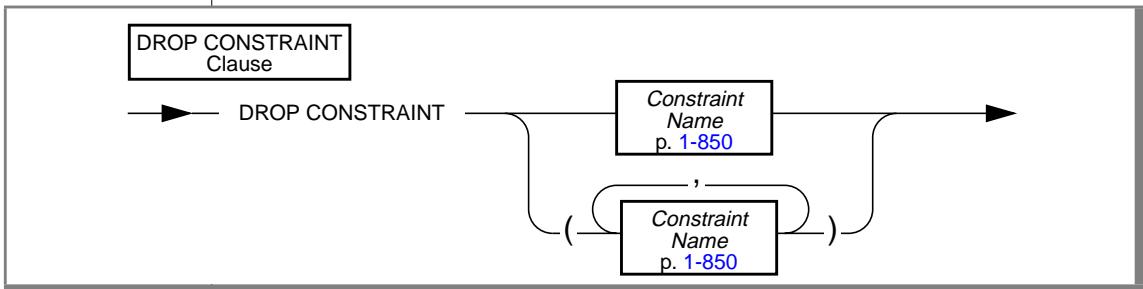 DROP CONSTRAINT
Clause
DROP CONSTRAINT
Constraint
Name
p. 1-850
,
(
Constraint
Name
p. 1-850
)